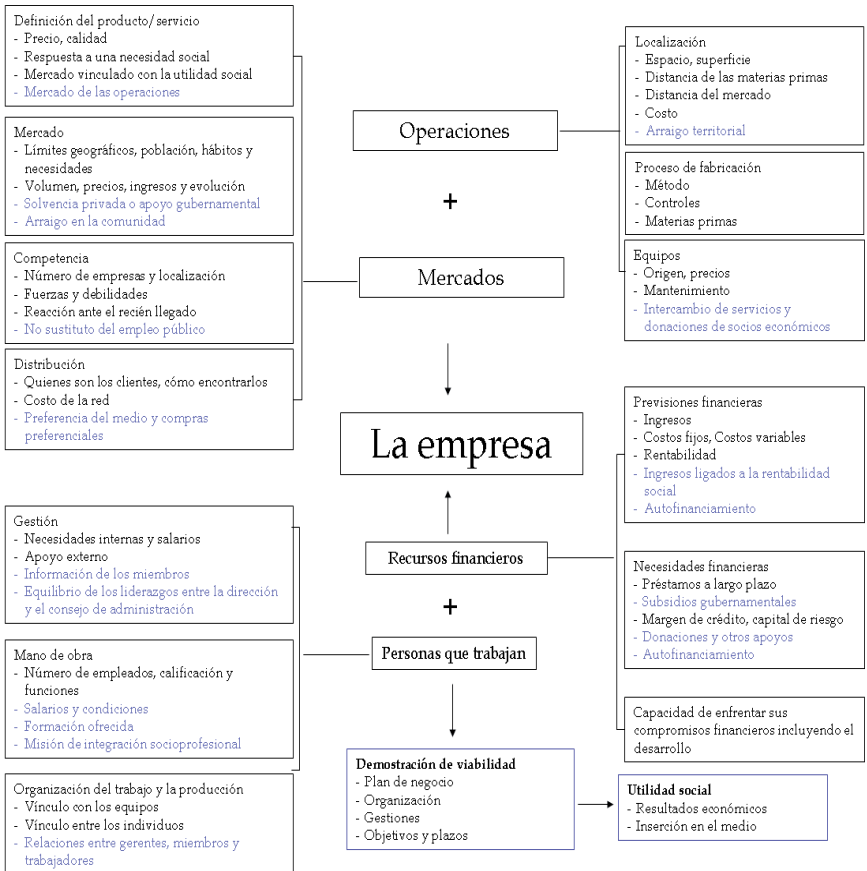 Definición del producto/servicio
- Precio, calidad
- Respuesta a una necesidad social
- Mercado vinculado con la utilidad social
- Mercado de las operaciones
Mercado
- Límites geográficos, población, hábitos y
necesidades
- Volumen, precios, ingresos y evolución
- Solvencia privada o apoyo gubernamental
- Arraigo en la comunidad
Competencia
- Número de empresas y localización
- Fuerzas y debilidades
- Reacción ante el recién llegado
- No sustituto del empleo público
Distribución
- Quienes son los clientes, cómo encontrarlos
- Costo de la red
- Preferencia del medio y compras
preferenciales
Operaciones
+
Mercados
La empresa
Localización
- Espacio, superficie
- Distancia de las materias primas
- Distancia del mercado
- Costo
- Arraigo territorial
Proceso de fabricación
- Método
- Controles
- Materias primas
Equipos
- Origen, precios
- Mantenimiento
- Intercambio de servicios y
donaciones de socios económicos
Gestión
- Necesidades internas y salarios
- Apoyo externo
- Información de los miembros
- Equilibrio de los liderazgos entre la dirección
y el consejo de administración
Mano de obra
- Número de empleados, calificación y
funciones
- Salarios y condiciones
- Formación ofrecida
- Misión de integración socioprofesional
Organización del trabajo y la producción
- Vínculo con los equipos
- Vínculo entre los individuos
- Relaciones entre gerentes, miembros y
trabajadores
Recursos financieros
+
Personas que trabajan
Previsiones financieras
- Ingresos
- Costos fijos, Costos variables
- Rentabilidad
- Ingresos ligados a la rentabilidad
social
- Autofinanciamiento
Necesidades financieras
- Préstamos a largo plazo
- Subsidios gubernamentales
- Margen de crédito, capital de riesgo
- Donaciones y otros apoyos
- Autofinanciamiento
Capacidad de enfrentar sus
compromisos financieros incluyendo el
desarrollo
Demostración de viabilidad
- Plan de negocio
- Organización
- Gestiones
- Objetivos y plazos
Utilidad social
- Resultados económicos
- Inserción en el medio